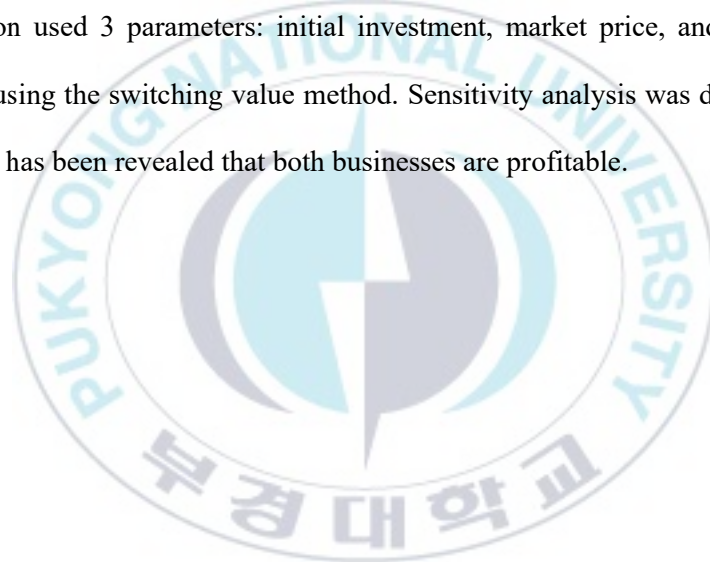 on used 3 parameters: initial investment, market price, and
using the switching value method. Sensitivity analysis was d
has been revealed that both businesses are profitable.
PUKYONG NATIONAL UNIVERSITY
부경대학교